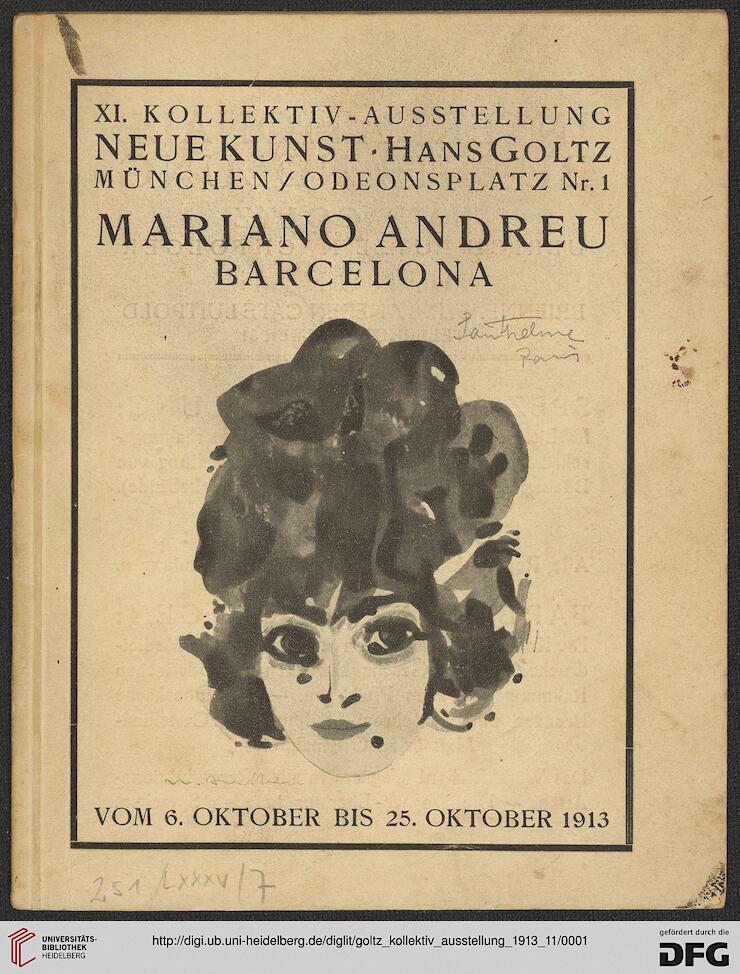 XI. KOLLEKTIV-AUSSTELLUNG
NEUE KUNST · HANS GOLTZ
MÜNCHEN / ODEONSPLATZ Nr. 1
MARIANO ANDREU
BARCELONA
Paris
VOM 6. OKTOBER BIS 25. OKTOBER 1913
251 /LXXXV/7
UNIVERSITÄTS-
BIBLIOTHEK
HEIDELBERG
http://digi.ub.uni-heidelberg.de/diglit/goltz_kollektiv_ausstellung_1913_11/0001
gefördert durch die
DFG